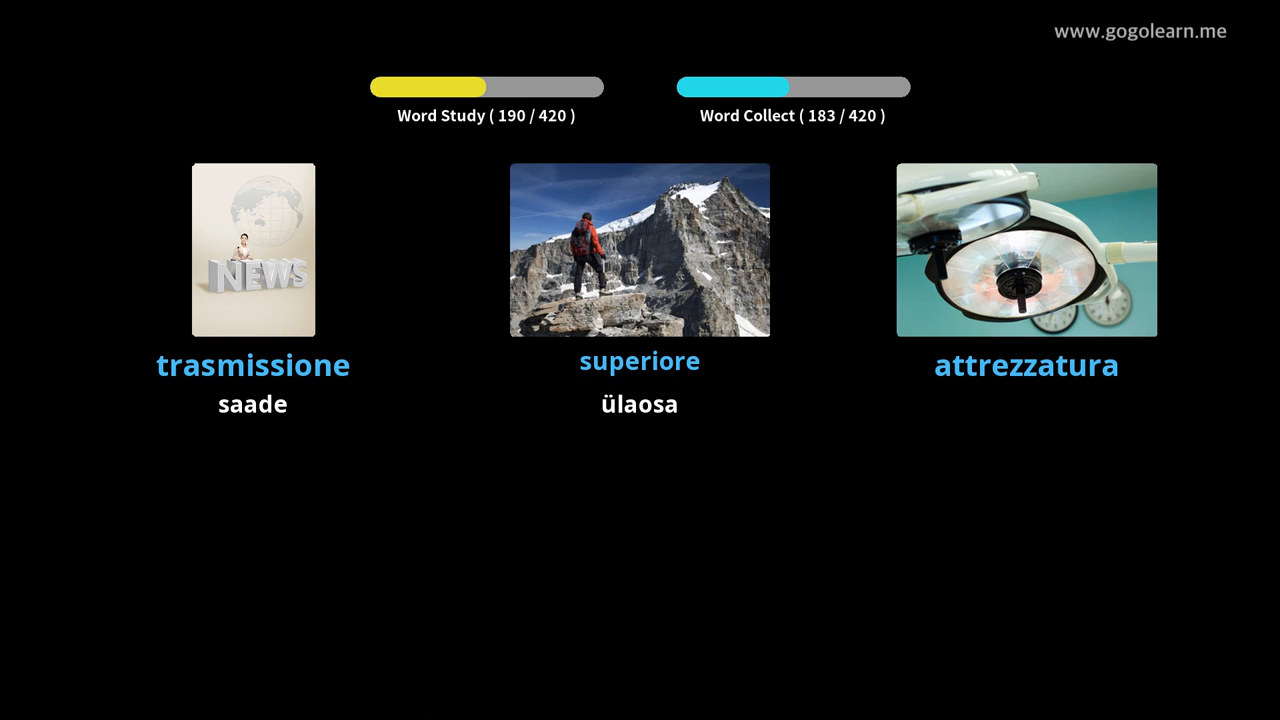 www.gogolearn.me
Word Study ( 190 / 420 )
Word Collect ( 183 / 420 )
NEWS
trasmissione
saade
superiore
ülaosa
attrezzatura